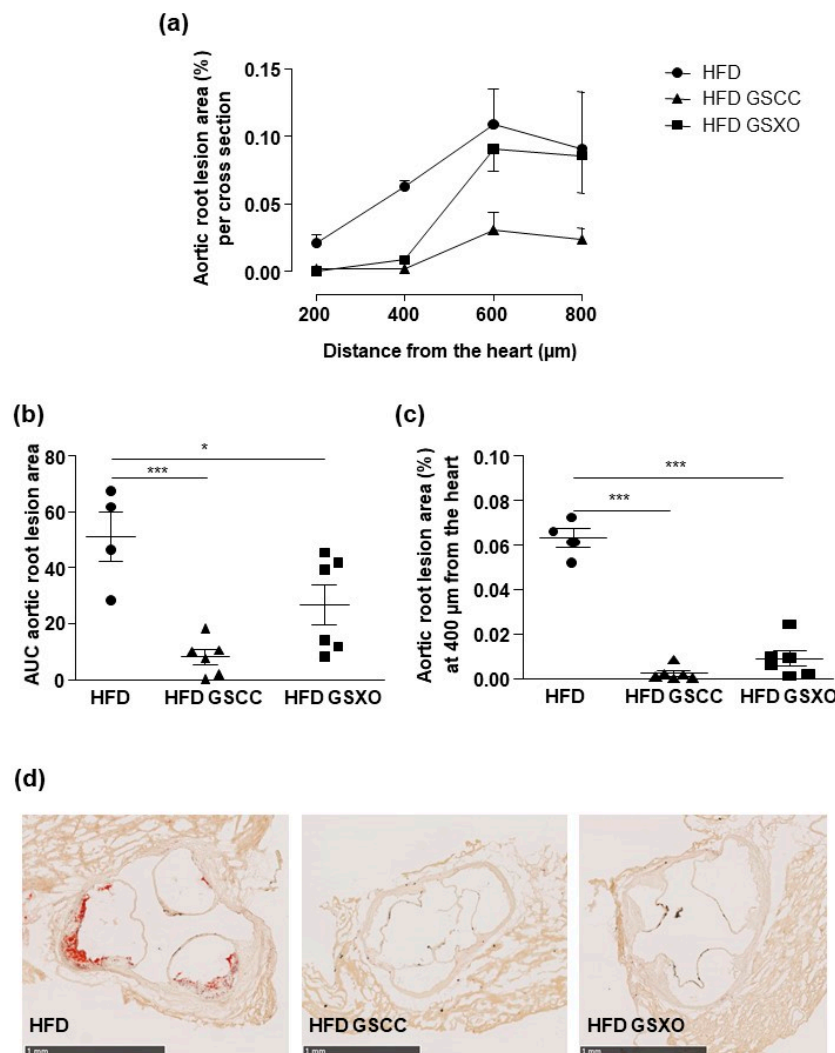 (a)
Aortic root lesion area (%)
per cross section
0.15
0.10
0.05
0.00
200
400
600
800
Distance from the heart (µm)
HFD
HFD GSCC
HFD GSXO
(b)
AUC aortic root lesion area
80
60
40
20
0
*
***
HFD
HFD GSCC
HFD GSXO
(c)
Aortic root lesion area (%)
at 400 µm from the heart
0.10
0.08
0.06
0.04
0.02
0.00
***
***
HFD
HFD GSCC
HFD GSXO
(d)
HFD
1 mm
HFD GSCC
1 mm
HFD GSXO
1 mm